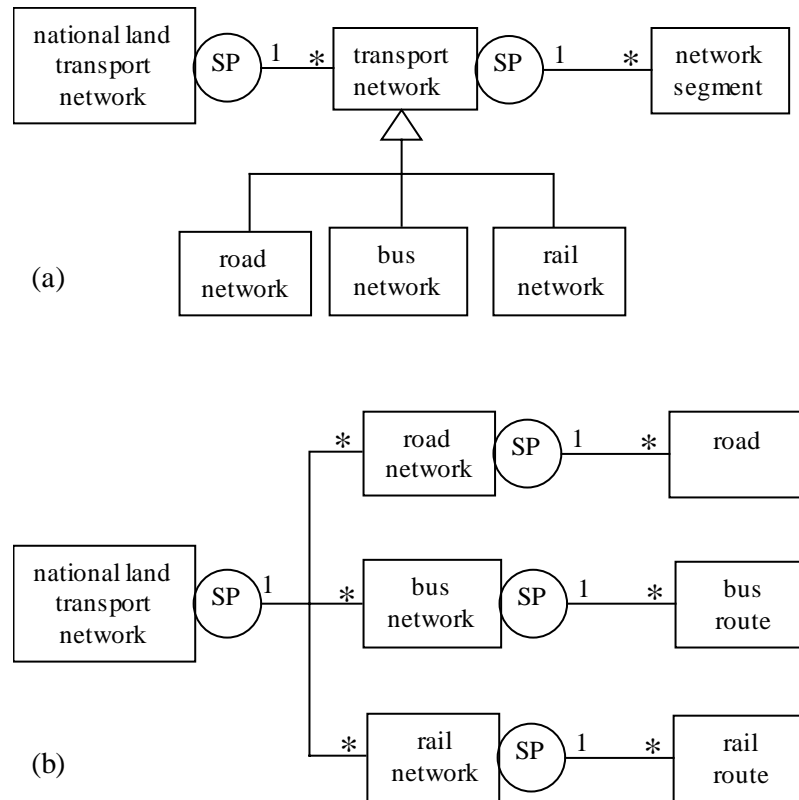 national land
transport
network
SP
1
*
transport
network
SP
1
*
network
segment
road
network
bus
network
rail
network
(a)
*
road
network
SP
1
*
road
national land
transport
network
SP
1
*
bus
network
SP
1
*
bus
route
*
rail
network
SP
1
*
rail
route
(b)